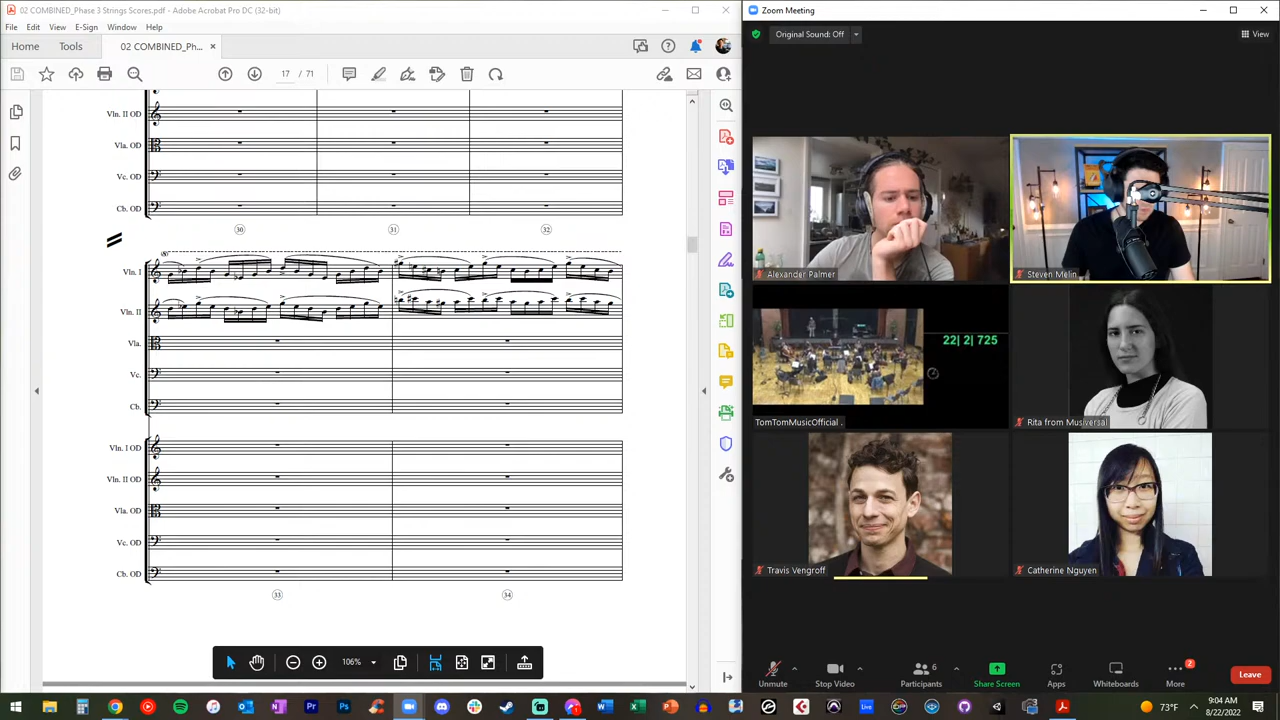 02 COMBINED_Phase 3 Strings Scores.pdf - Adobe Acrobat Pro DC (32-bit)
File Edit View E-Sign Window Help
Home Tools 02 COMBINED_Ph... ×
17 / 71
Vln. II OD
Vla. OD
Vc. OD
Cb. OD
30 31 32
Vln. I
Vln. II
Vla.
Vc.
Cb.
Vln. I OD
Vln. II OD
Vla. OD
Vc. OD
Cb. OD
33 34
106%
Zoom Meeting
Original Sound: Off
View
Alexander Palmer
Steven Melin
22| 2| 725
TomTomMusicOfficial .
Rita from Musiversal
Travis Vengroff
Catherine Nguyen
Unmute
Stop Video
6
Participants
Share Screen
Apps
Whiteboards
2
More
Leave
73°F
9:04 AM
8/22/2022